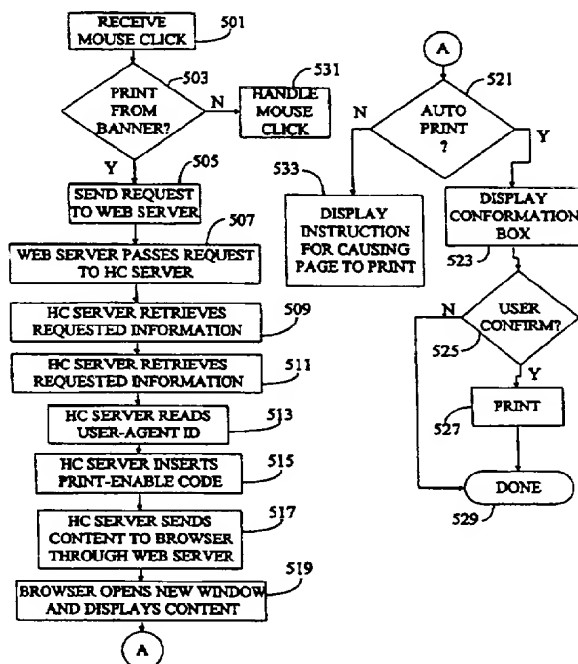 RECEIVE
MOUSE CLICK
501
503
PRINT
FROM
BANNER?
N
531
HANDLE
MOUSE
CLICK
Y
505
SEND REQUEST
TO WEB SERVER
507
WEB SERVER PASSES REQUEST
TO HC SERVER
HC SERVER RETRIEVES
REQUESTED INFORMATION
509
HC SERVER RETRIEVES
REQUESTED INFORMATION
511
HC SERVER READS
USER-AGENT ID
513
HC SERVER INSERTS
PRINT-ENABLE CODE
515
HC SERVER SENDS
CONTENT TO BROWSER
THROUGH WEB SERVER
517
BROWSER OPENS NEW WINDOW
AND DISPLAYS CONTENT
519
A
A
521
N
AUTO
PRINT
?
Y
533
DISPLAY
INSTRUCTION
FOR CAUSING
PAGE TO PRINT
DISPLAY
CONFORMATION
BOX
523
N
USER
CONFIRM?
525
Y
PRINT
527
DONE
529